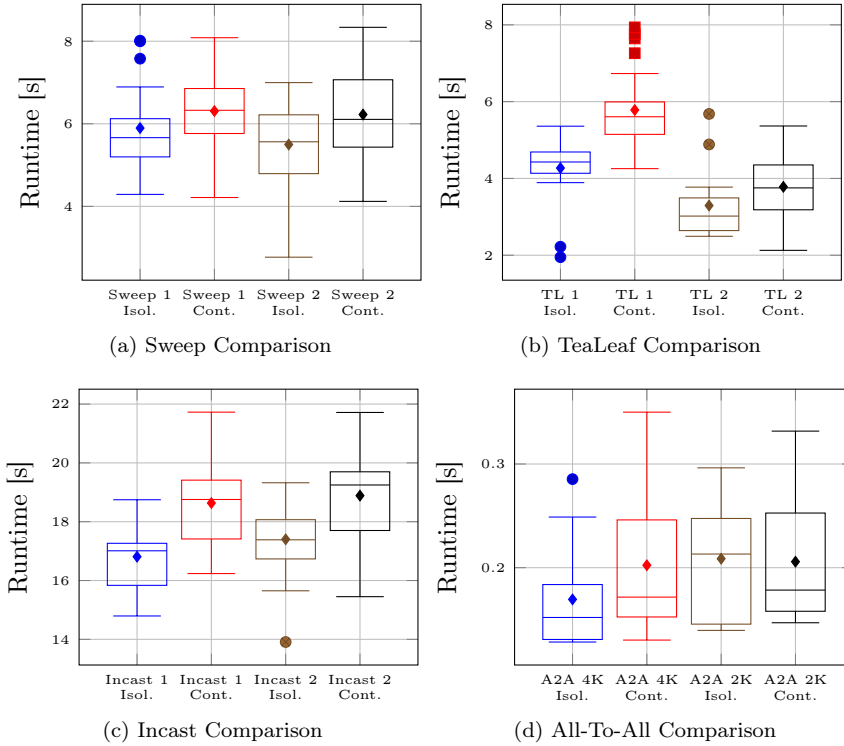 8
6
4
Runtime [s]
Sweep 1 Sweep 1 Sweep 2 Sweep 2
Isol. Cont. Isol. Cont.
(a) Sweep Comparison
8
6
4
2
Runtime [s]
TL 1 TL 1 TL 2 TL 2
Isol. Cont. Isol. Cont.
(b) TeaLeaf Comparison
22
20
18
16
14
Runtime [s]
Incast 1 Incast 1 Incast 2 Incast 2
Isol. Cont. Isol. Cont.
(c) Incast Comparison
0.3
0.2
Runtime [s]
A2A 4K A2A 4K A2A 2K A2A 2K
Isol. Cont. Isol. Cont.
(d) All-To-All Comparison